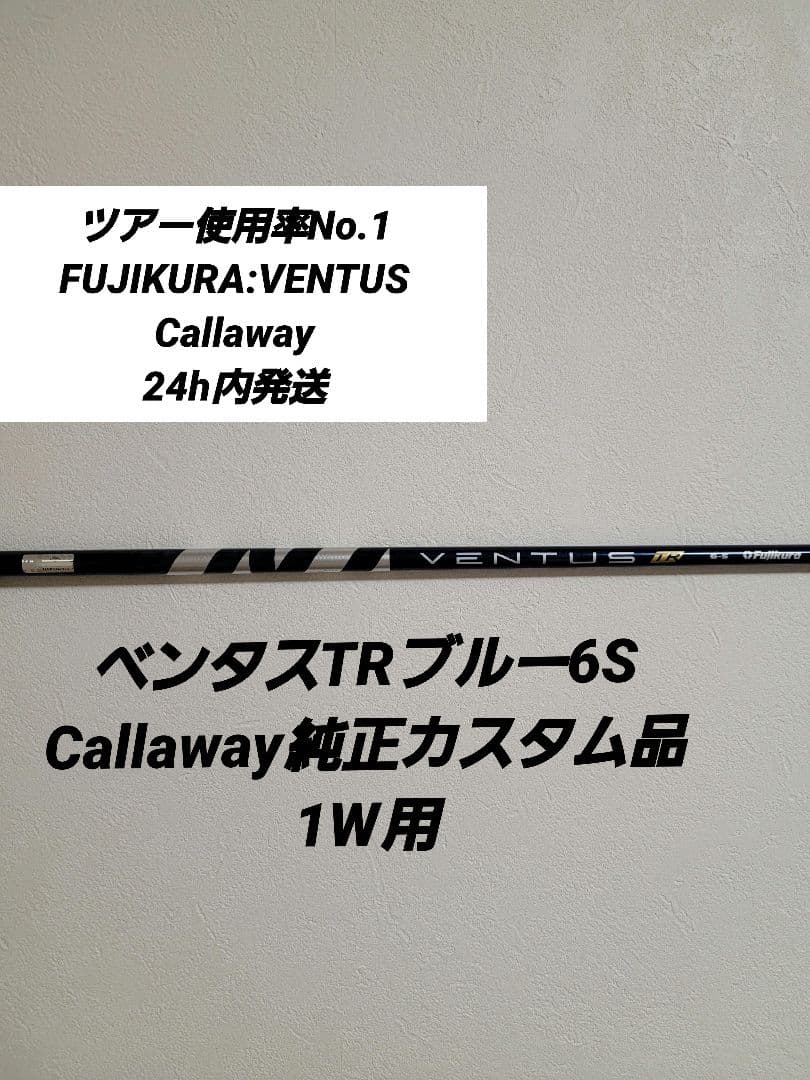 ツアー使用率No.1
FUJIKURA:VENTUS
Callaway
24h内発送
VENTUS TR 6-S Fujikura
ベンタスTRブルー6S
Callaway純正カスタム品
1W用